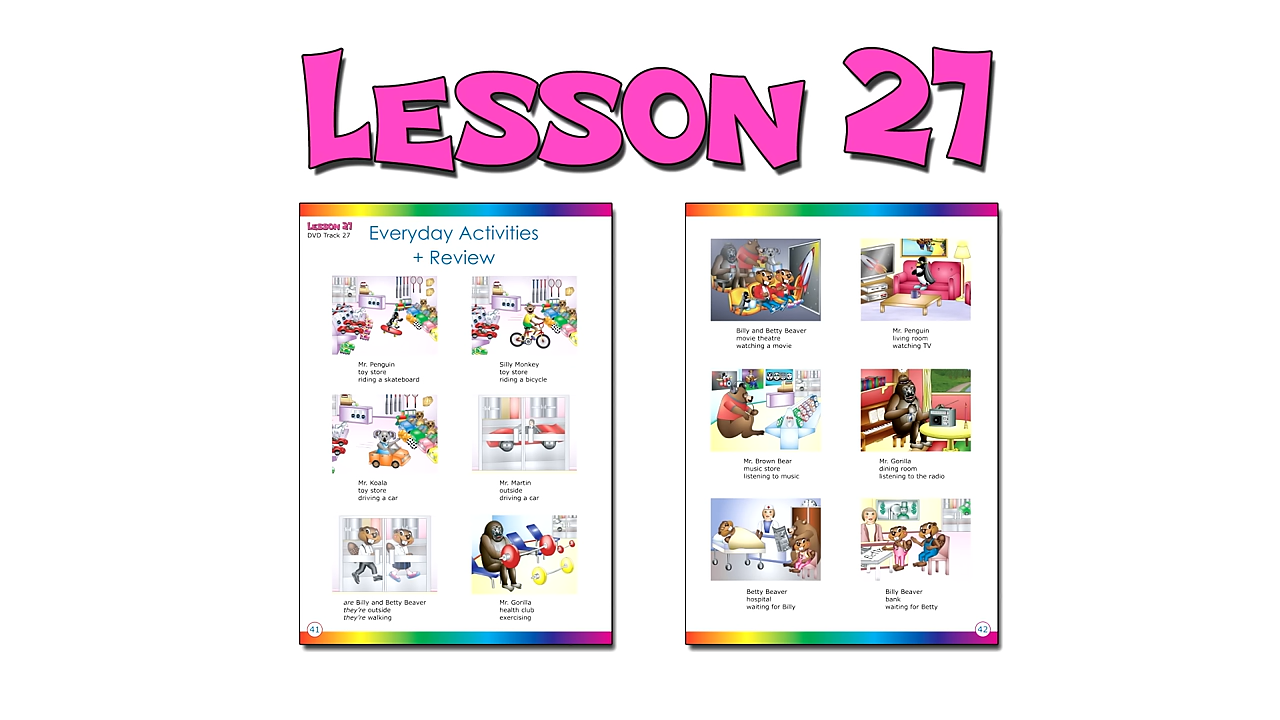 Lesson 27
Lesson 27
DVD Track 27
Everyday Activities
+ Review
Mr. Penguin
toy store
riding a skateboard
Silly Monkey
toy store
riding a bicycle
Mr. Koala
toy store
driving a car
Mr. Martin
outside
driving a car
are Billy and Betty Beaver
they're outside
they're walking
Mr. Gorilla
health club
exercising
41
Billy and Betty Beaver
movie theatre
watching a movie
Mr. Penguin
living room
watching TV
Mr. Brown Bear
music store
listening to music
Mr. Gorilla
dining room
listening to the radio
Betty Beaver
hospital
waiting for Billy
Billy Beaver
bank
waiting for Betty
42